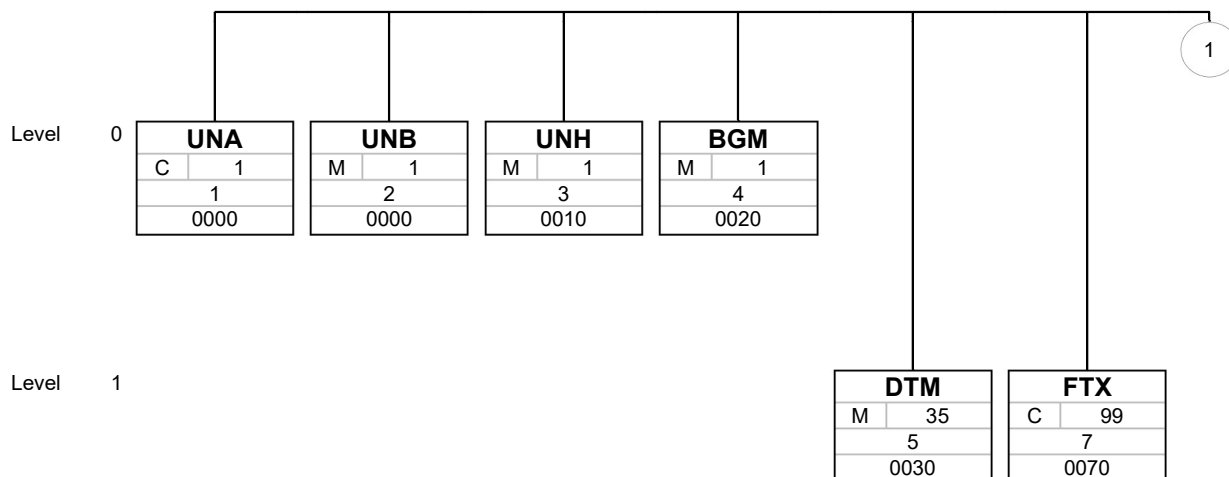 1
Level 0
UNA UNB UNH BGM
C 1 M 1 M 1 M 1
1 2 3 4
0000 0000 0010 0020
Level 1
DTM FTX
M 35 C 99
5 7
0030 0070